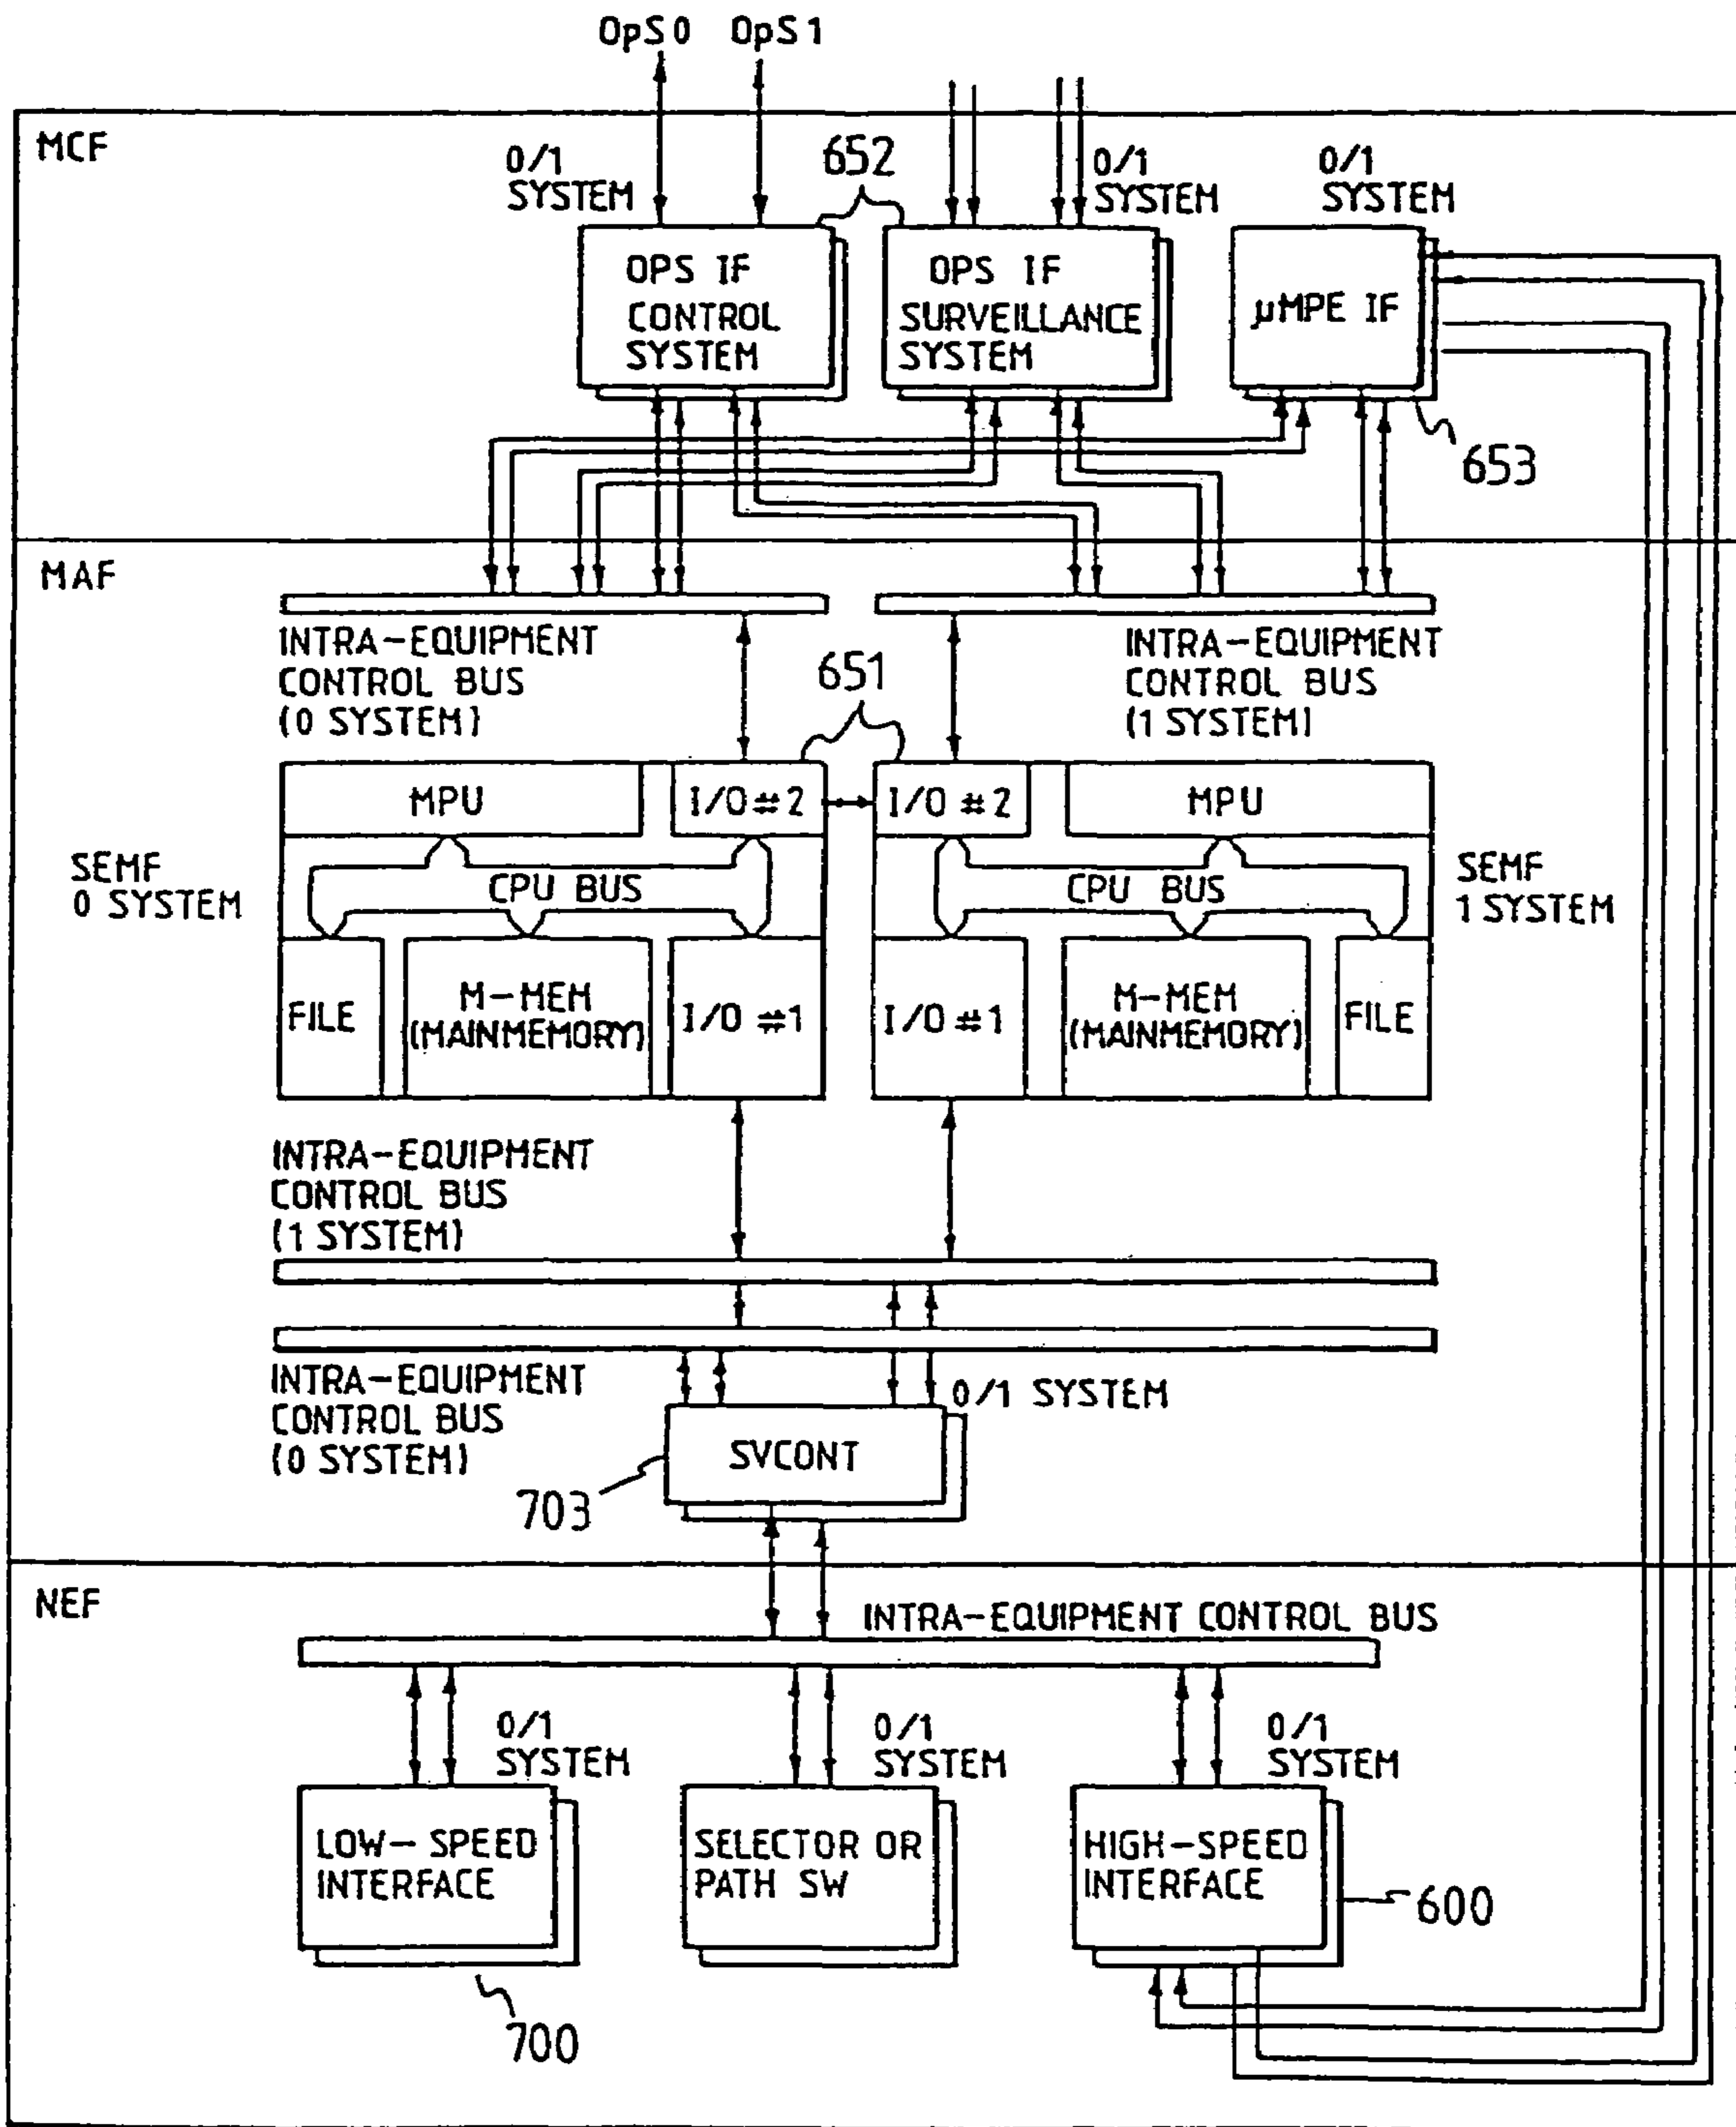 OpS0 OpS1
MCF
0/1
SYSTEM
652
0/1
SYSTEM
0/1
SYSTEM
OPS IF
CONTROL
SYSTEM
OPS IF
SURVEILLANCE
SYSTEM
µMPE IF
653
MAF
INTRA-EQUIPMENT
CONTROL BUS
(0 SYSTEM)
651
INTRA-EQUIPMENT
CONTROL BUS
(1 SYSTEM)
MPU
I/O #2
I/O #2
MPU
SEMF
0 SYSTEM
CPU BUS
CPU BUS
SEMF
1 SYSTEM
FILE
M-MEM
(MAINMEMORY)
I/O #1
I/O #1
M-MEM
(MAINMEMORY)
FILE
INTRA-EQUIPMENT
CONTROL BUS
(1 SYSTEM)
INTRA-EQUIPMENT
CONTROL BUS
(0 SYSTEM)
0/1 SYSTEM
SVCONT
703
NEF
INTRA-EQUIPMENT CONTROL BUS
0/1
SYSTEM
0/1
SYSTEM
0/1
SYSTEM
LOW-SPEED
INTERFACE
SELECTOR OR
PATH SW
HIGH-SPEED
INTERFACE
600
700